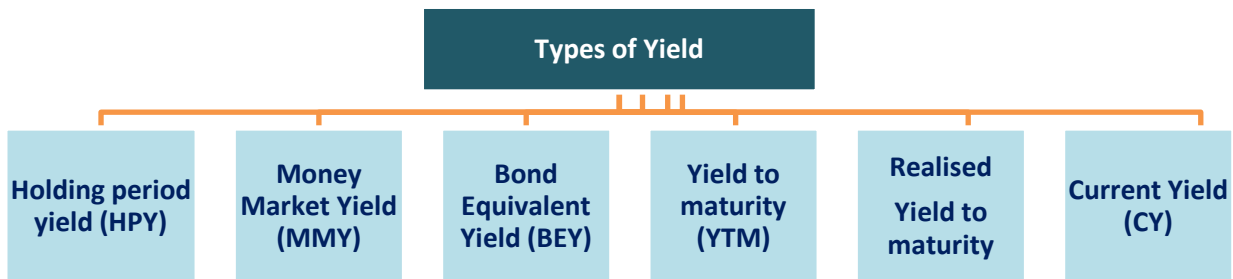 Types of Yield
Holding period
yield (HPY)
Money
Market Yield
(MMY)
Bond
Equivalent
Yield (BEY)
Yield to
maturity
(YTM)
Realised
Yield to
maturity
Current Yield
(CY)